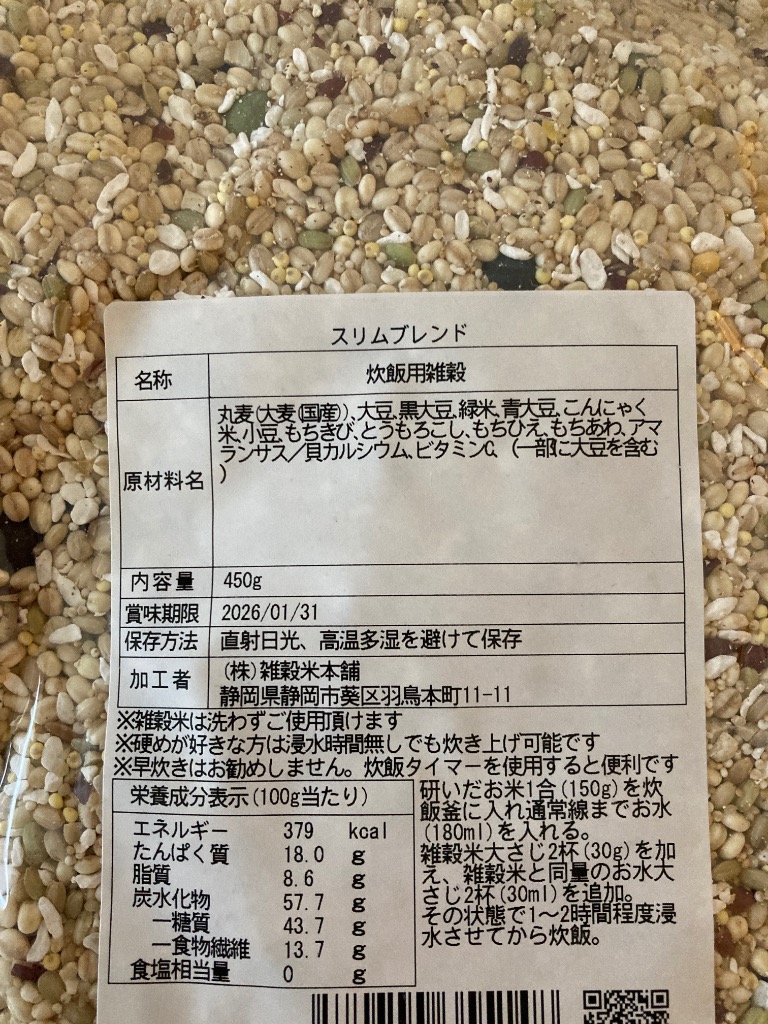 スリムブレンド
名称 炊飯用雑穀
原材料名 丸麦(大麦(国産))、大豆、黒大豆、緑米、青大豆、こんにゃく
米、小豆、もちきび、とうもろこし、もちひえ、もちあわ、アマ
ランサス/貝カルシウム、ビタミンC、(一部に大豆を含む
)
内容量 450g
賞味期限 2026/01/31
保存方法 直射日光、高温多湿を避けて保存
加工者 (株)雑穀米本舗
静岡県静岡市葵区羽鳥本町11-11
※雑穀米は洗わずご使用頂けます
※硬めが好きな方は浸水時間無しでも炊き上げ可能です
※早炊きはお勧めしません。炊飯タイマーを使用すると便利です
栄養成分表示(100g当たり)
エネルギー 379 kcal
たんぱく質 18.0 g
脂質 8.6 g
炭水化物 57.7 g
―糖質 43.7 g
―食物繊維 13.7 g
食塩相当量 0 g
研いだお米1合(150g)を炊
飯釜に入れ通常線までお水
(180ml)を入れる。
雑穀米大さじ2杯(30g)を加
え、雑穀米と同量のお水大
さじ2杯(30ml)を追加。
その状態で1～2時間程度浸
水させてから炊飯。